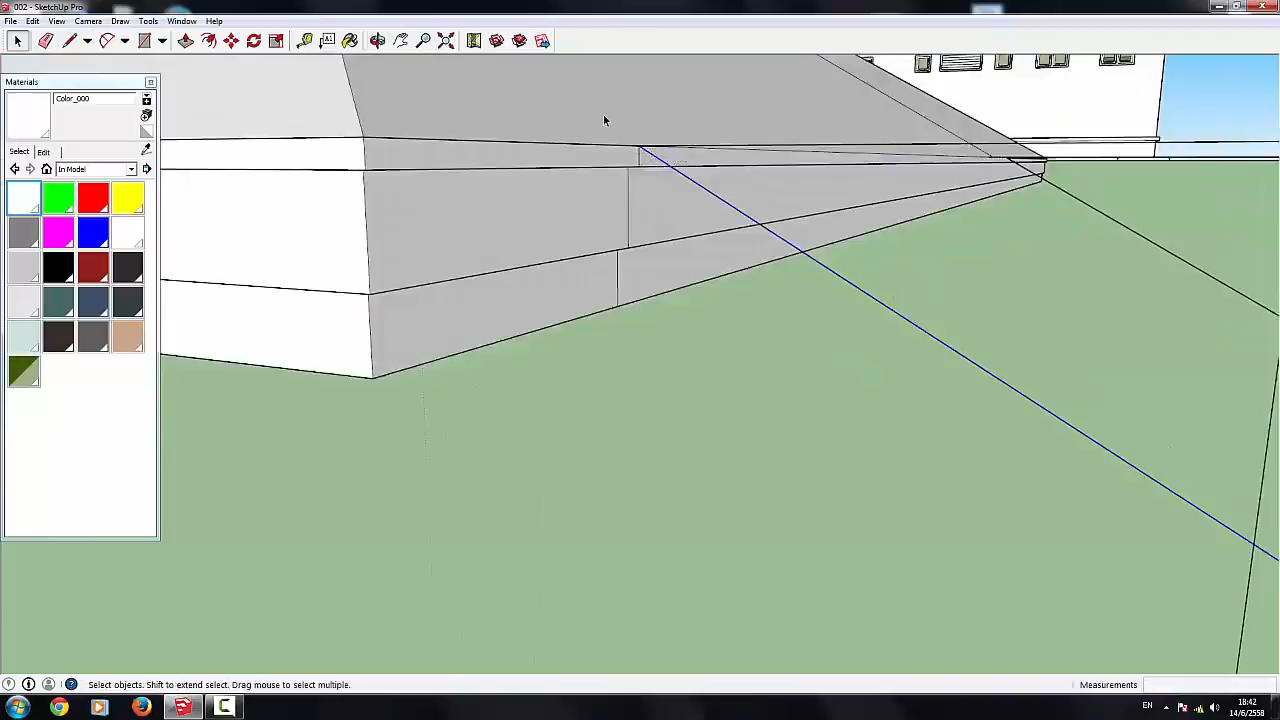 002 - SketchUp Pro
File Edit View Camera Draw Tools Window Help
Materials
Color_000
Select Edit
In Model
Select objects. Shift to extend select. Drag mouse to select multiple.
Measurements
EN
18:42
14/6/2558